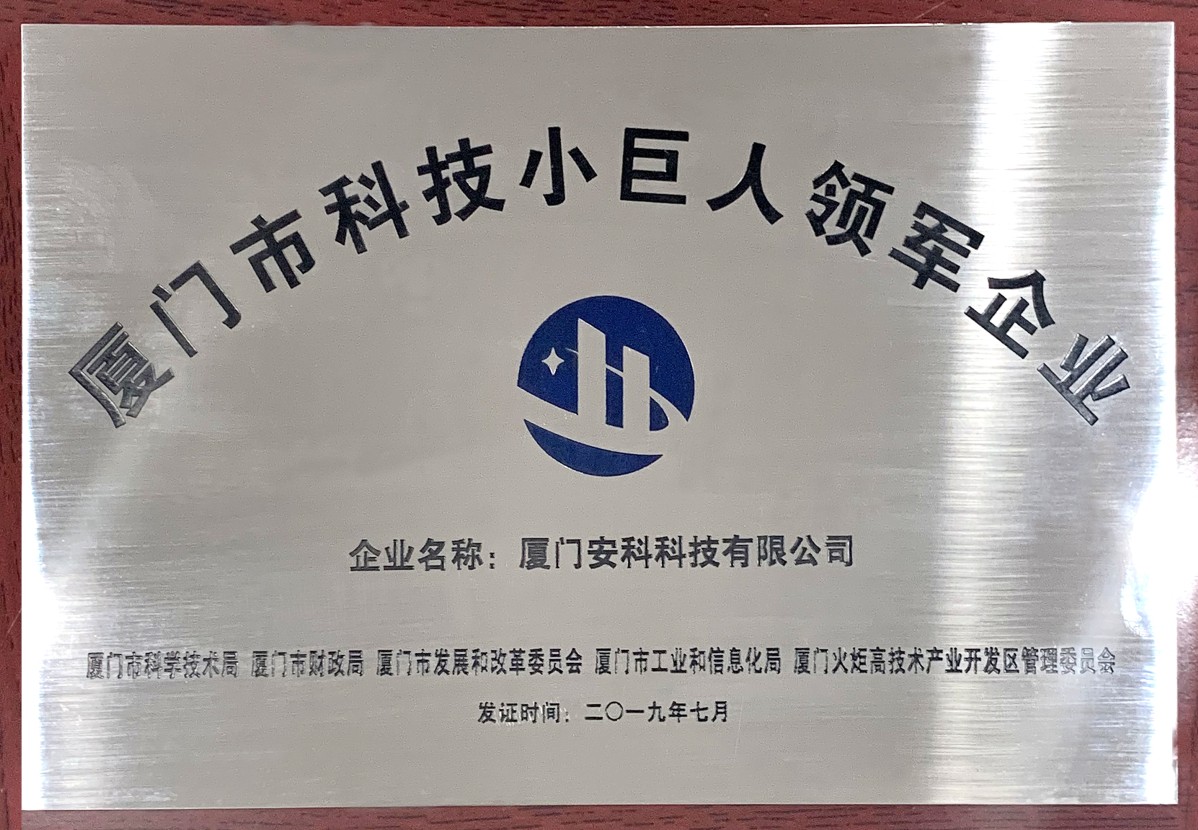 厦门市科技小巨人领军企业
企业名称：厦门安科科技有限公司
厦门市科学技术局 厦门市财政局 厦门市发展和改革委员会 厦门市工业和信息化局 厦门火炬高技术产业开发区管理委员会
发证时间：二〇一九年七月